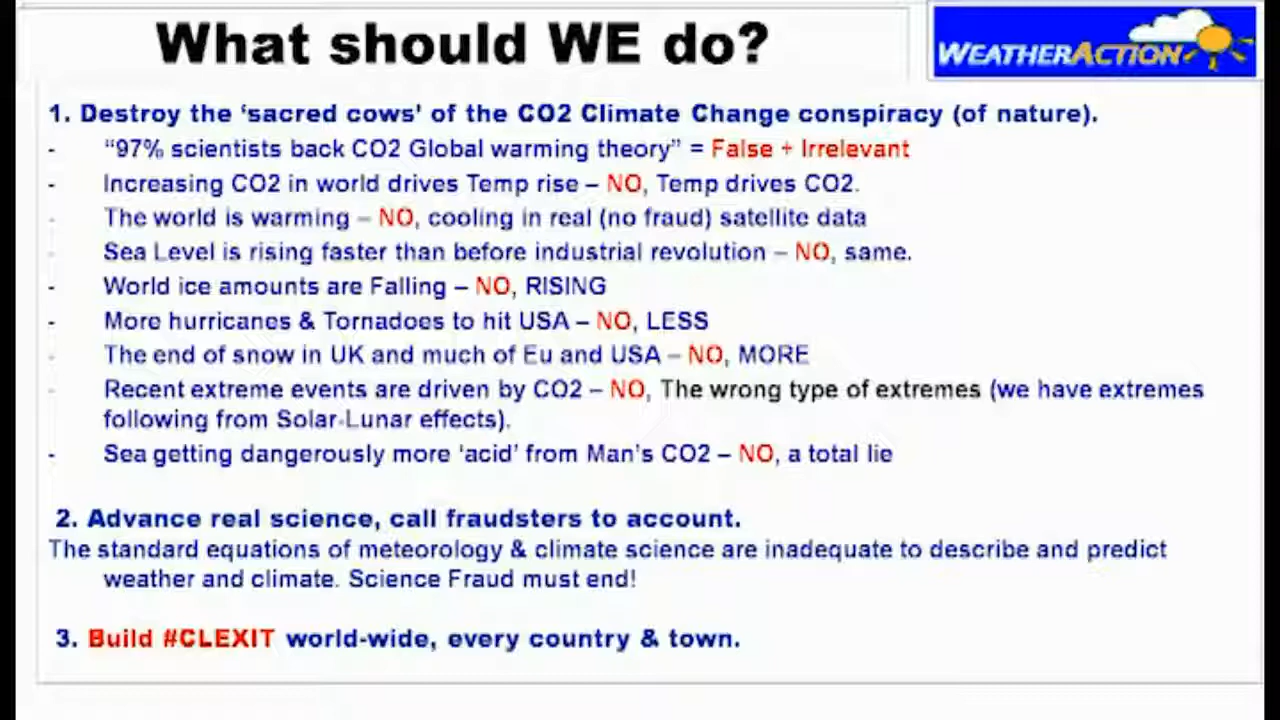 What should WE do?
WEATHERACTION
1. Destroy the ‘sacred cows’ of the CO2 Climate Change conspiracy (of nature).
- “97% scientists back CO2 Global warming theory” = False + Irrelevant
- Increasing CO2 in world drives Temp rise – NO, Temp drives CO2.
- The world is warming – NO, cooling in real (no fraud) satellite data
- Sea Level is rising faster than before industrial revolution – NO, same.
- World ice amounts are Falling – NO, RISING
- More hurricanes & Tornadoes to hit USA – NO, LESS
- The end of snow in UK and much of Eu and USA – NO, MORE
- Recent extreme events are driven by CO2 – NO, The wrong type of extremes (we have extremes
following from Solar-Lunar effects).
- Sea getting dangerously more ‘acid’ from Man's CO2 – NO, a total lie
2. Advance real science, call fraudsters to account.
The standard equations of meteorology & climate science are inadequate to describe and predict
weather and climate. Science Fraud must end!
3. Build #CLEXIT world-wide, every country & town.